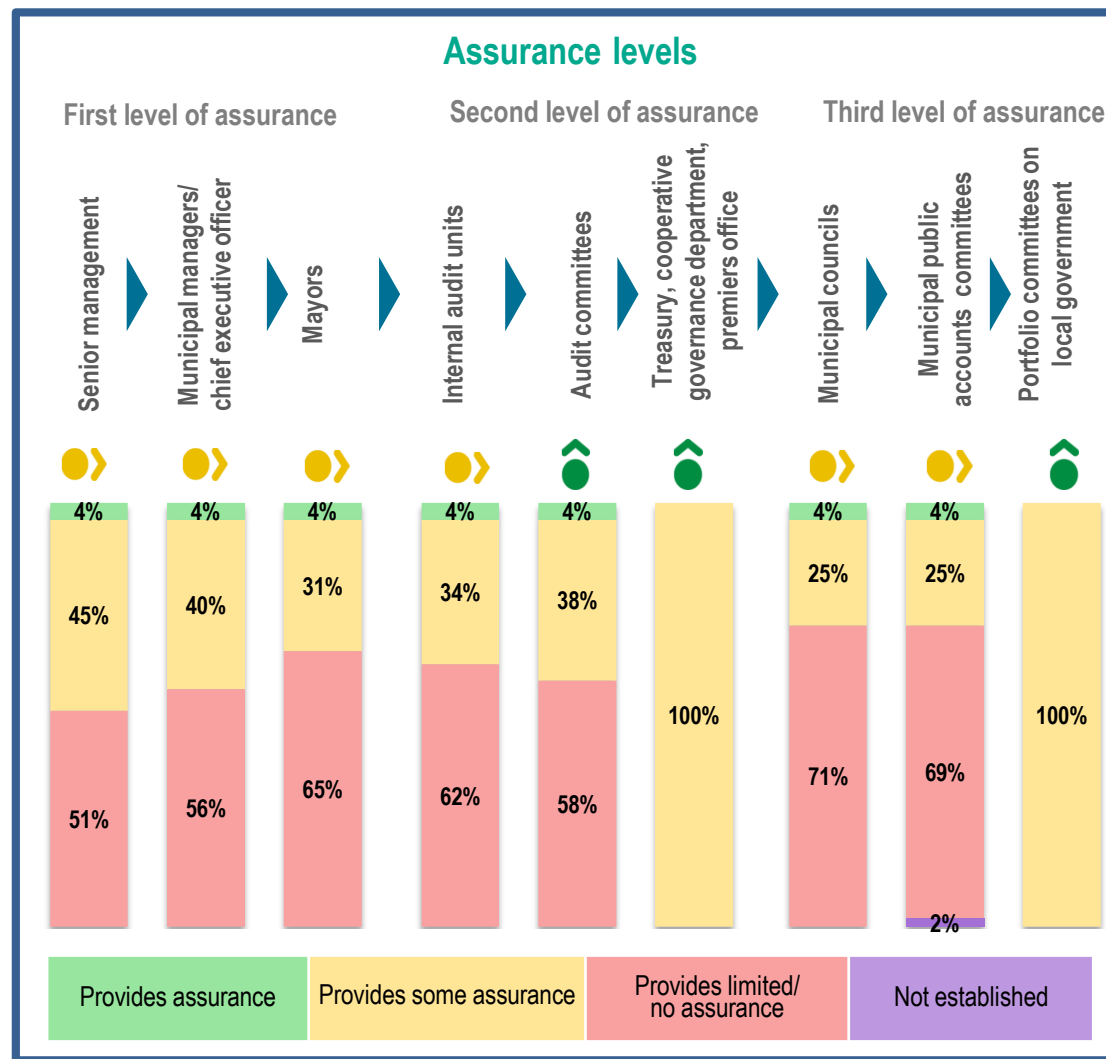 Assurance levels
First level of assurance
Second level of assurance
Third level of assurance
Senior management
Municipal managers/
chief executive officer
Mayors
Internal audit units
Audit committees
Treasury, cooperative
governance department,
premiers office
Municipal councils
Municipal public
accounts committees
Portfolio committees on
local government
4%
45%
51%
4%
40%
56%
4%
31%
65%
4%
34%
62%
4%
38%
58%
100%
4%
25%
71%
4%
25%
69%
2%
100%
Provides assurance
Provides some assurance
Provides limited/
no assurance
Not established